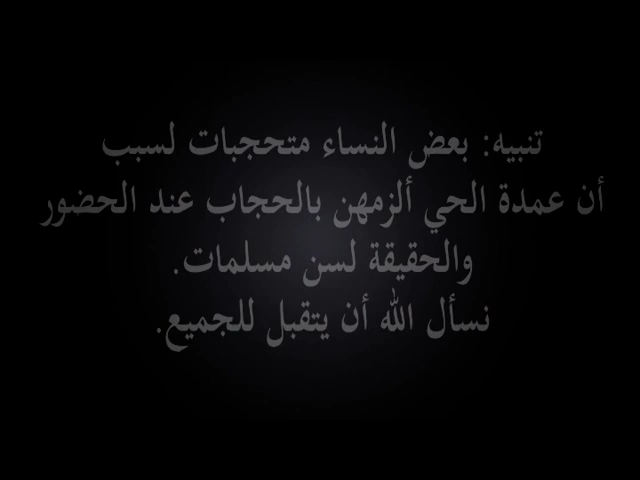 تنبيه: بعض النساء متحجبات لسبب
أن عمدة الحي ألزمهن بالحجاب عند الحضور
والحقيقة لسن مسلمات.
نسأل الله أن يتقبل للجميع.